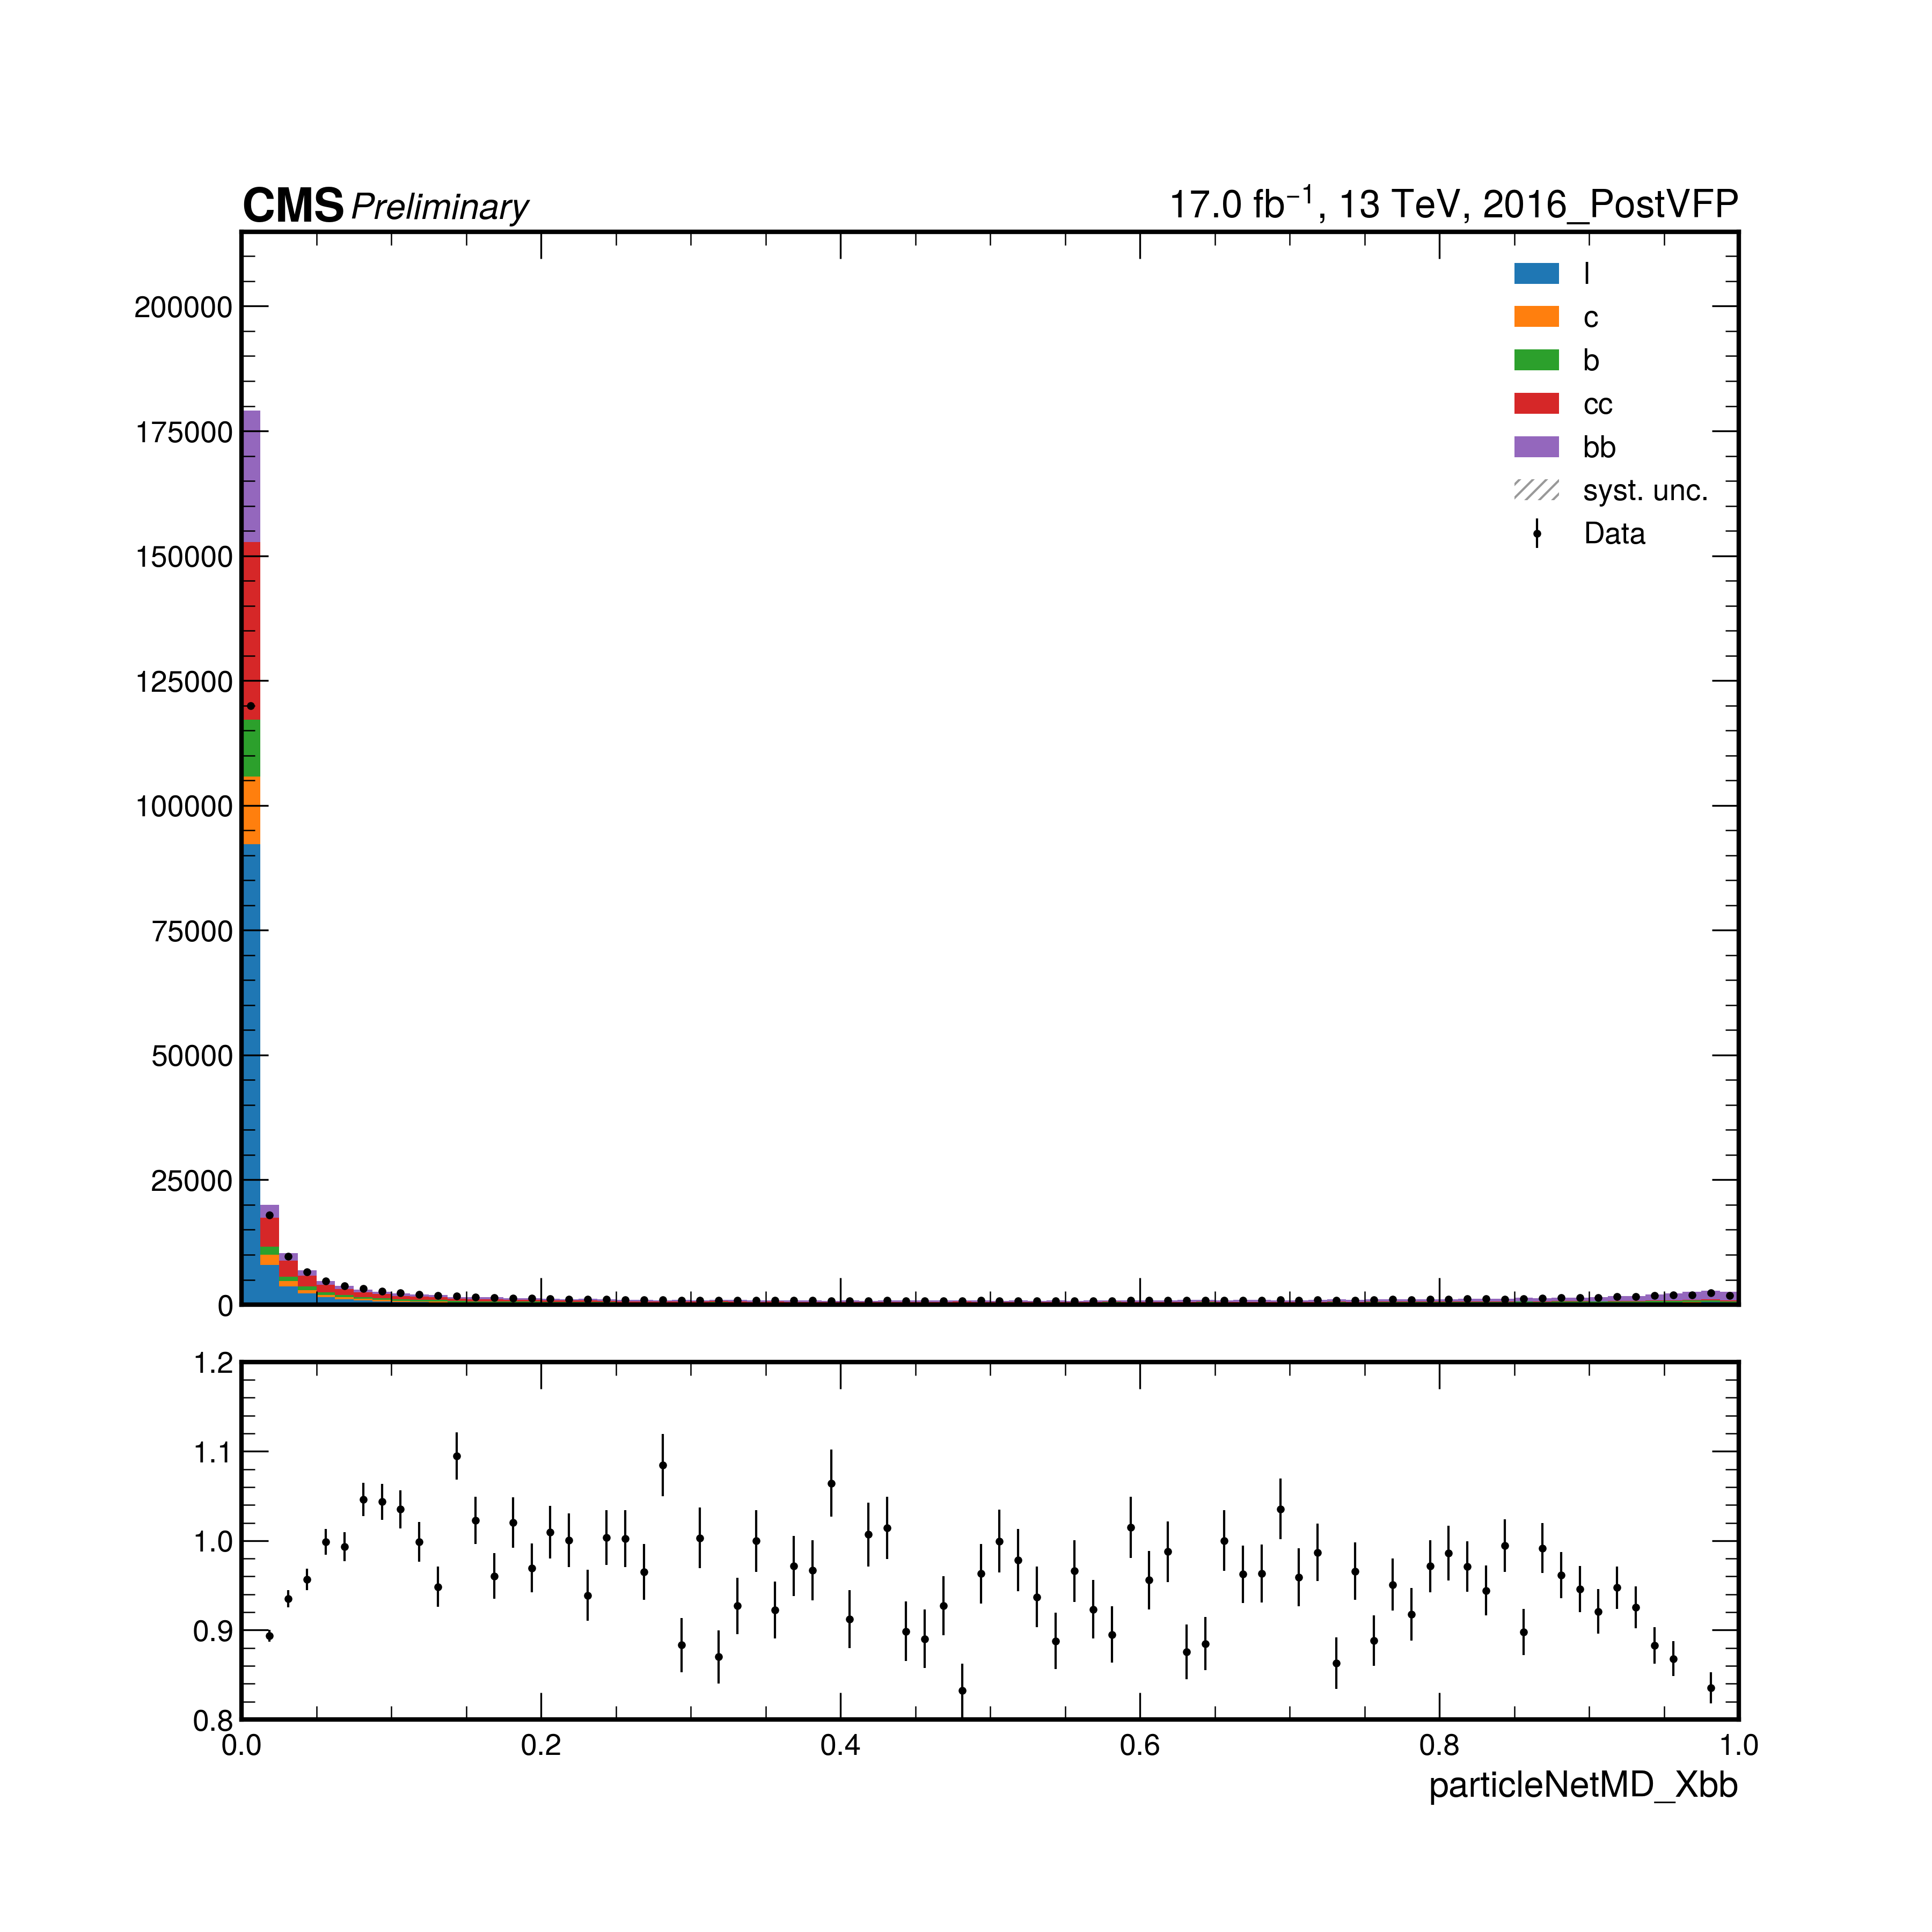 CMS Preliminary 17.0 fb⁻¹, 13 TeV, 2016_PostVFP
l
c
b
cc
bb
syst. unc.
Data
200000
175000
150000
125000
100000
75000
50000
25000
0
1.2
1.1
1.0
0.9
0.8
0.0 0.2 0.4 0.6 0.8 1.0
particleNetMD_Xbb